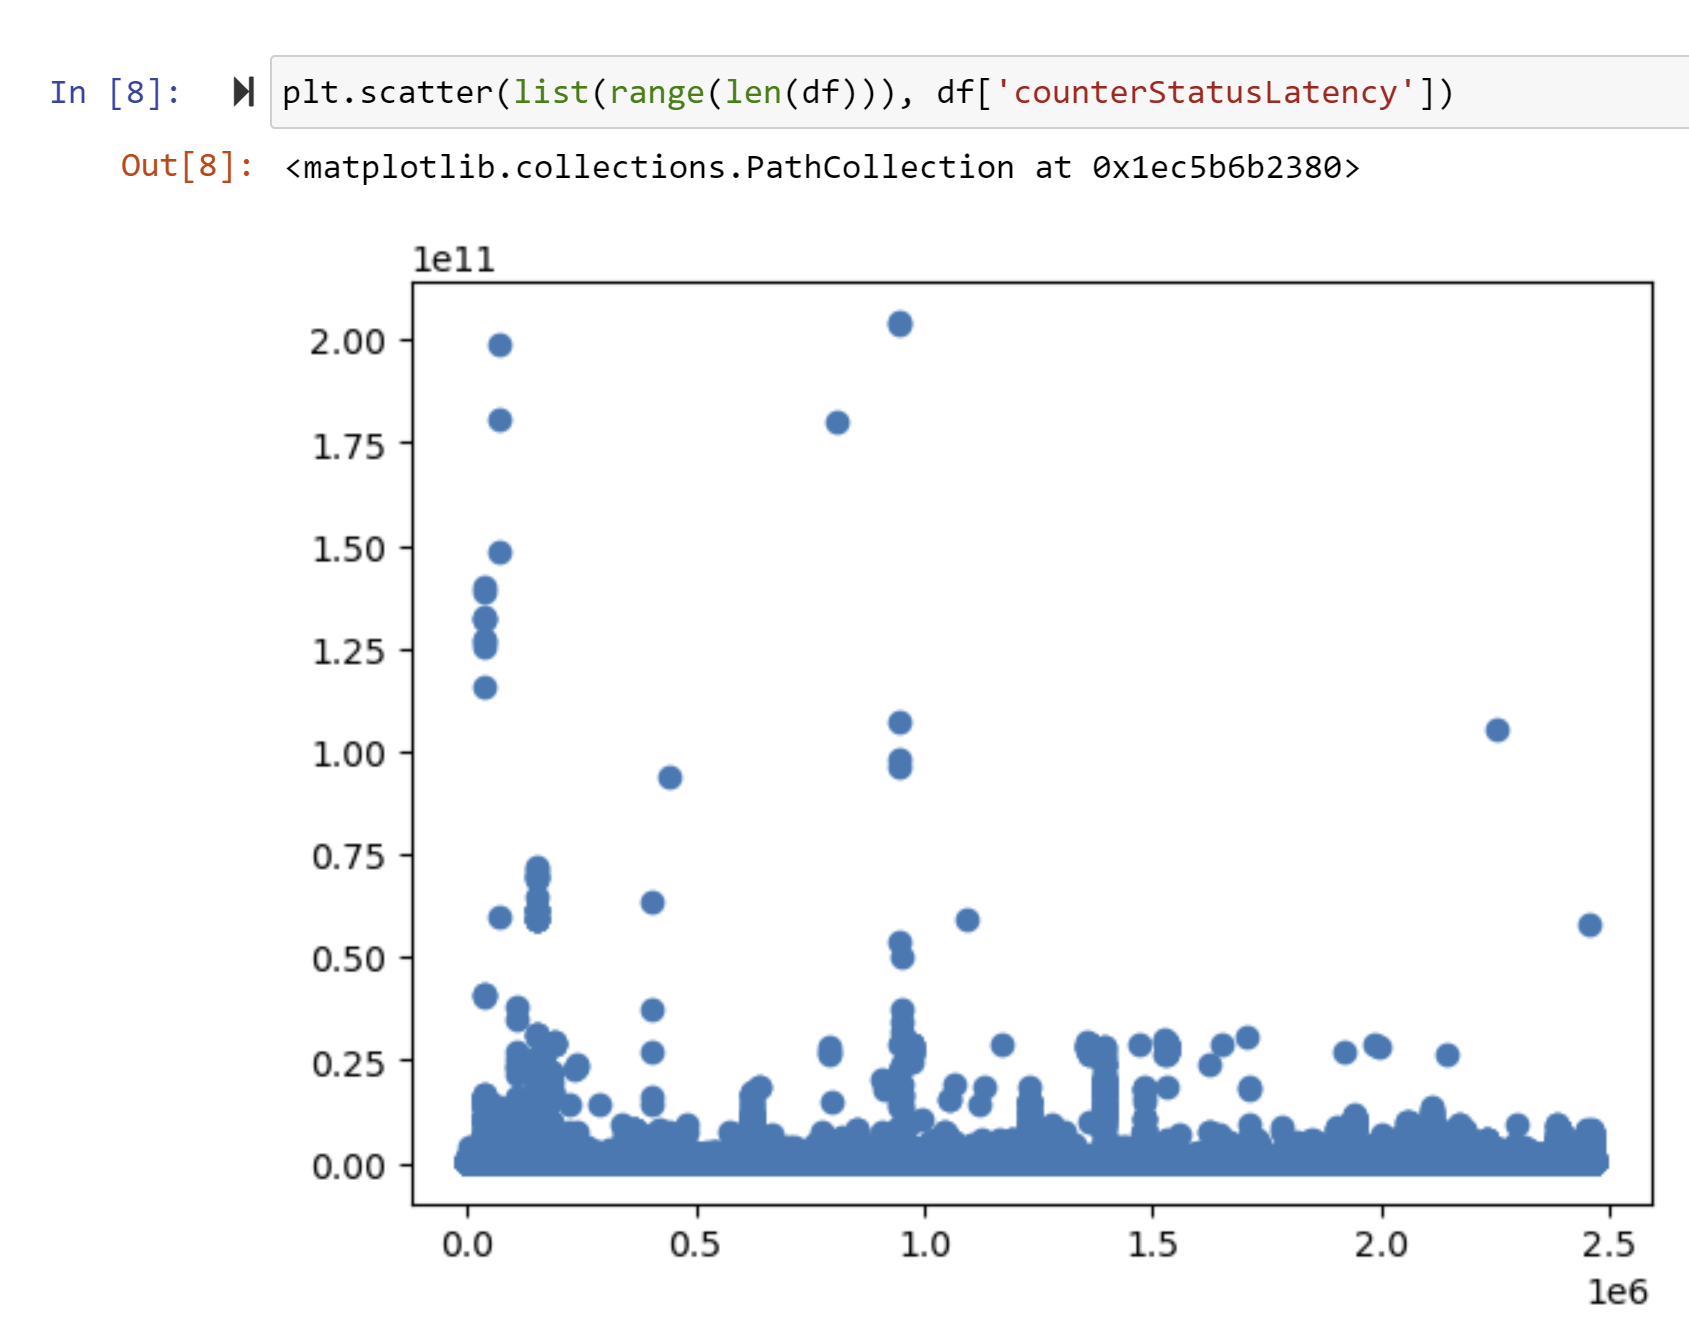 In [8]: plt.scatter(list(range(len(df))), df['counterStatusLatency'])
Out[8]: <matplotlib.collections.PathCollection at 0x1ec5b6b2380>
1e11
2.00
1.75
1.50
1.25
1.00
0.75
0.50
0.25
0.00
0.0 0.5 1.0 1.5 2.0 2.5
1e6